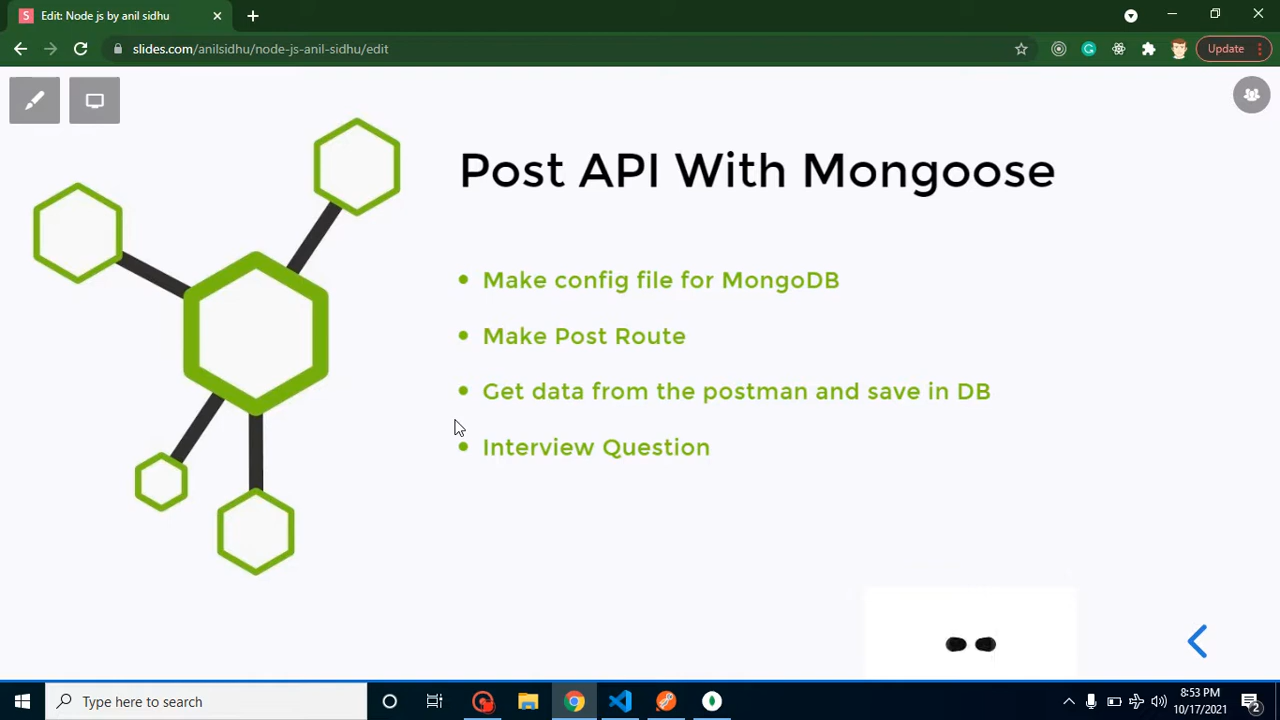 Edit: Node js by anil sidhu
slides.com/anilsidhu/node-js-anil-sidhu/edit
Update
Post API With Mongoose
Make config file for MongoDB
Make Post Route
Get data from the postman and save in DB
Interview Question
Type here to search
8:53 PM
10/17/2021
2